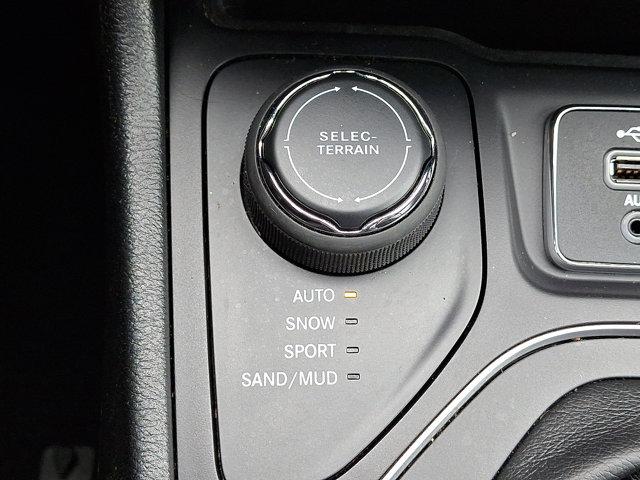 SELEC-
TERRAIN
AUTO
SNOW
SPORT
SAND/MUD